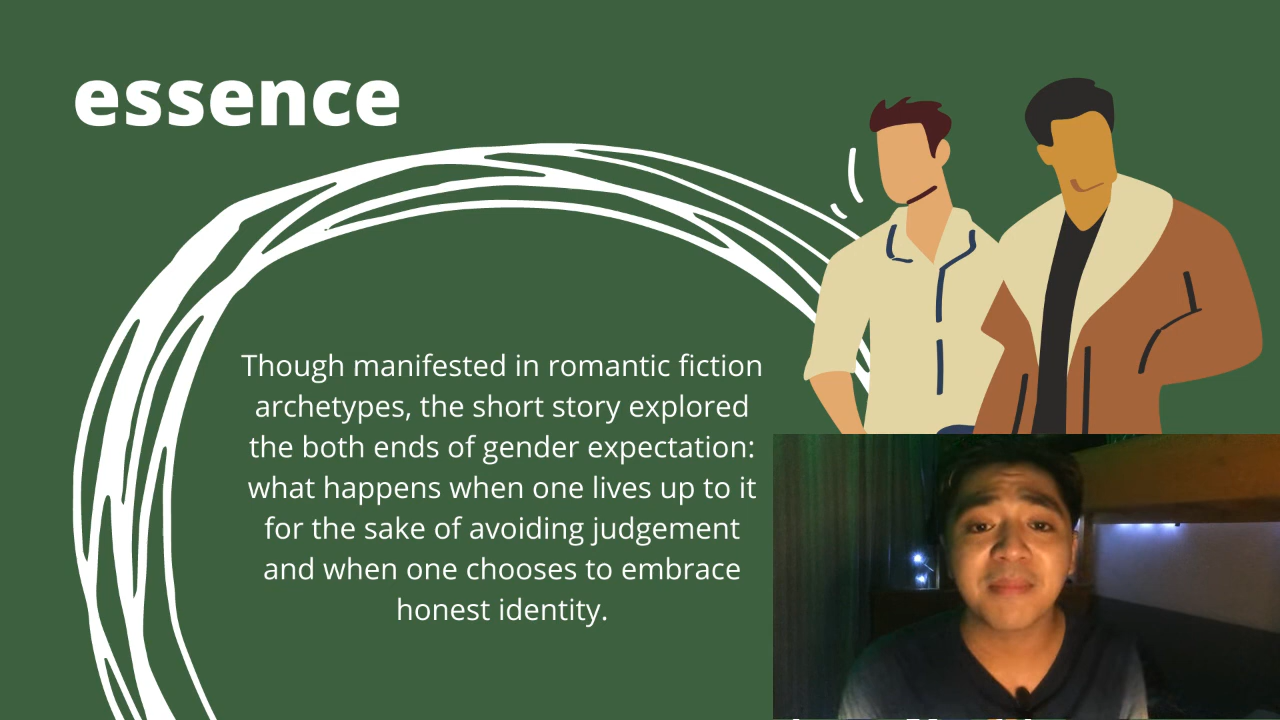 essence
Though manifested in romantic fiction
archetypes, the short story explored
the both ends of gender expectation:
what happens when one lives up to it
for the sake of avoiding judgement
and when one chooses to embrace
honest identity.